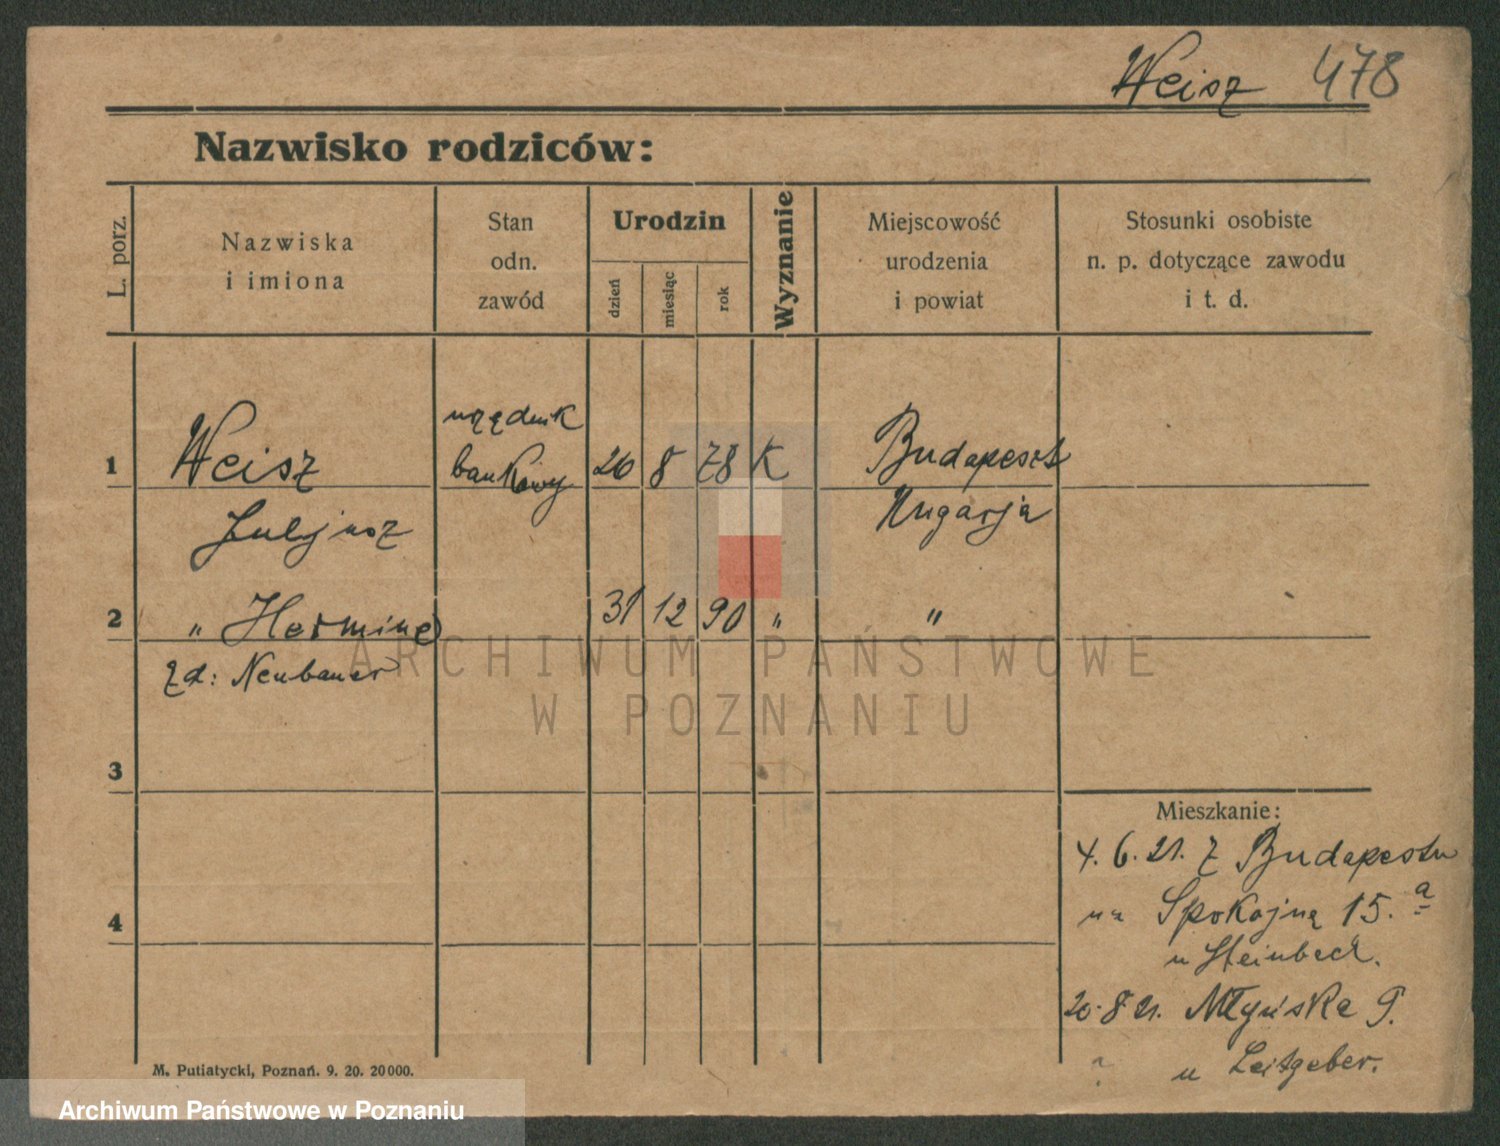 Weisz 478
Nazwisko rodziców:
L. porz.
Nazwiska
i imiona
Stan
odn.
zawód
Urodzin
dzień
miesiąc
rok
Wyznanie
Miejscowość
urodzenia
i powiat
Stosunki osobiste
n. p. dotyczące zawodu
i t. d.
urzędnik
1 Weisz bankowy 26 8 78 K Budapeszt
Juljusz Hungarja
2 " Hermine 31 12 90 " "
zd: Neubauer
3
4
Mieszkanie:
4. 6. 21. z Budapesztu
na Spokojną 15. a
u Steinbeck.
20. 8 21. Młyńska 9.
? u Leitgeber.
M. Putiatycki, Poznań. 9. 20. 20000.
ARCHIWUM PAŃSTWOWE
W POZNANIU
Archiwum Państwowe w Poznaniu